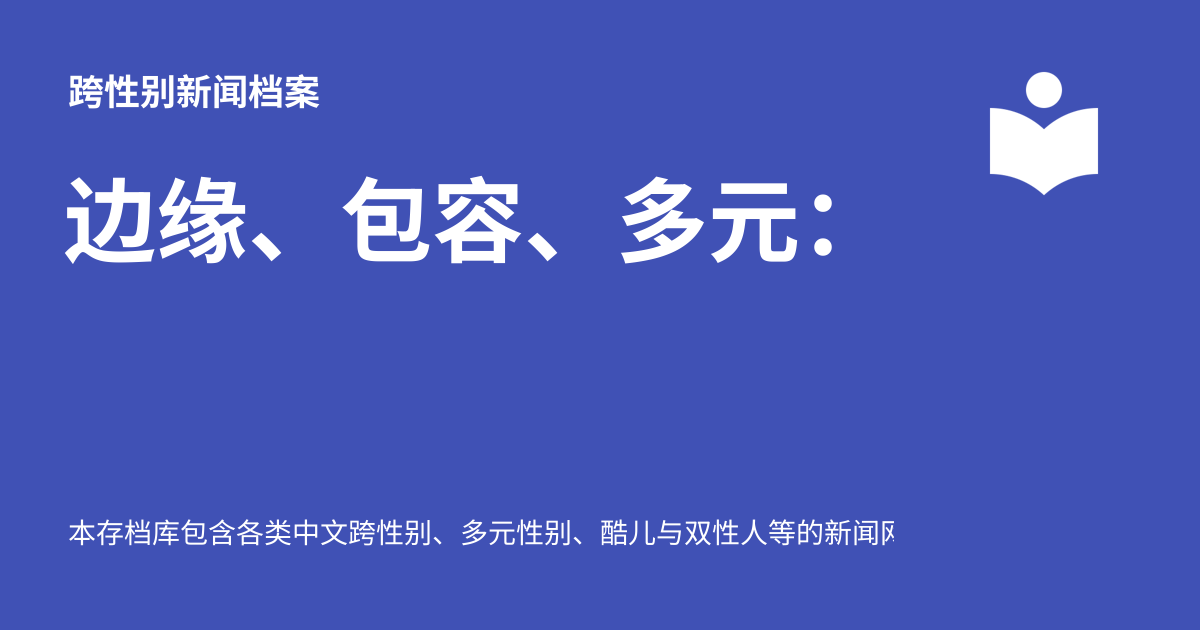 跨性别新闻档案
边缘、包容、多元：
本存档库包含各类中文跨性别、多元性别、酷儿与双性人等的新闻